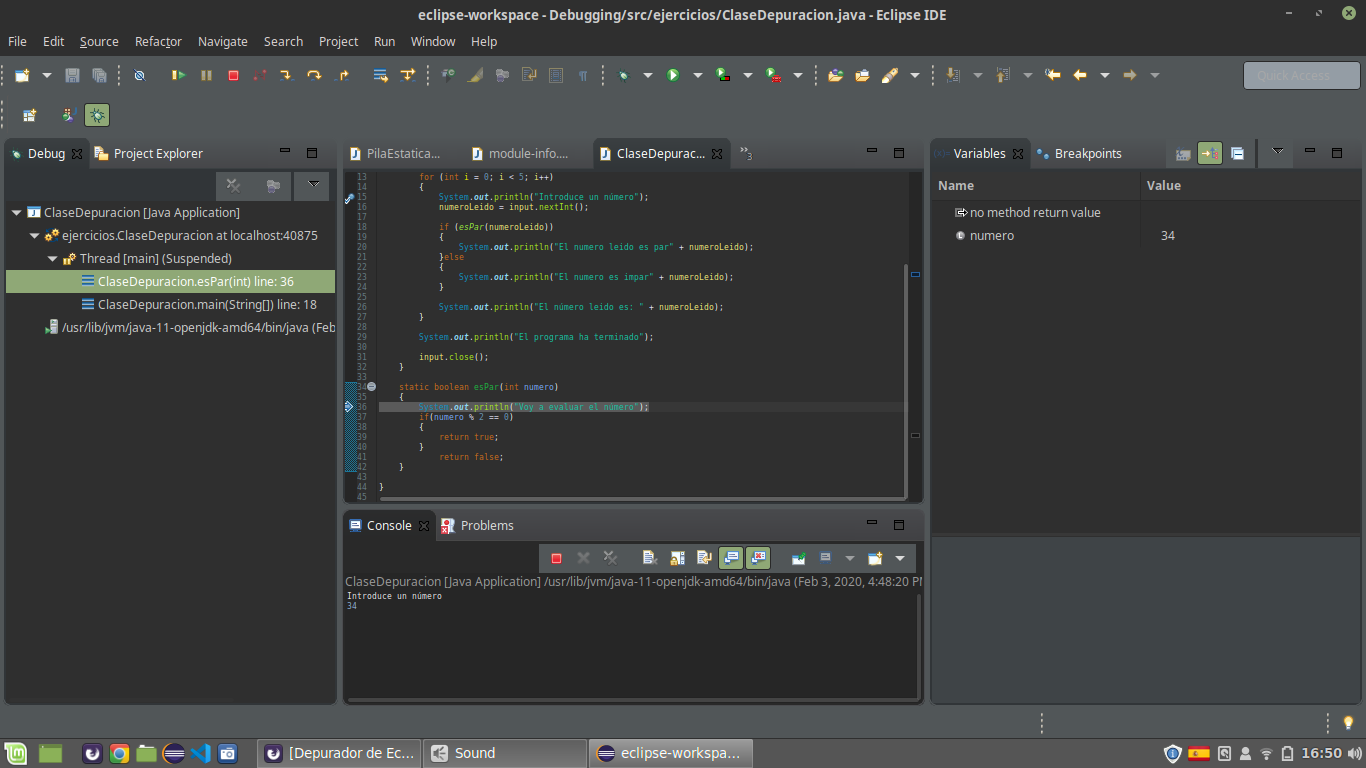 eclipse-workspace - Debugging/src/ejercicios/ClaseDepuracion.java - Eclipse IDE
File Edit Source Refactor Navigate Search Project Run Window Help
Quick Access
Debug Project Explorer
ClaseDepuracion [Java Application]
ejercicios.ClaseDepuracion at localhost:40875
Thread [main] (Suspended)
ClaseDepuracion.esPar(int) line: 36
ClaseDepuracion.main(String[]) line: 18
/usr/lib/jvm/java-11-openjdk-amd64/bin/java (Feb
PilaEstatica... module-info.... ClaseDepurac... »3
13 for (int i = 0; i < 5; i++)
14 {
15 System.out.println("Introduce un número");
16 numeroLeido = input.nextInt();
17
18 if (esPar(numeroLeido))
19 {
20 System.out.println("El numero leido es par" + numeroLeido);
21 }else
22 {
23 System.out.println("El numero es impar" + numeroLeido);
24 }
25
26 System.out.println("El número leido es: " + numeroLeido);
27 }
28
29 System.out.println("El programa ha terminado");
30
31 input.close();
32 }
33
34 static boolean esPar(int numero)
35 {
36 System.out.println("Voy a evaluar el número");
37 if(numero % 2 == 0)
38 {
39 return true;
40 }
41 return false;
42 }
43
44 }
45
Variables Breakpoints
Name Value
no method return value
numero 34
Console Problems
ClaseDepuracion [Java Application] /usr/lib/jvm/java-11-openjdk-amd64/bin/java (Feb 3, 2020, 4:48:20 PM
Introduce un número
34
[Depurador de Ec... Sound eclipse-workspa... 16:50